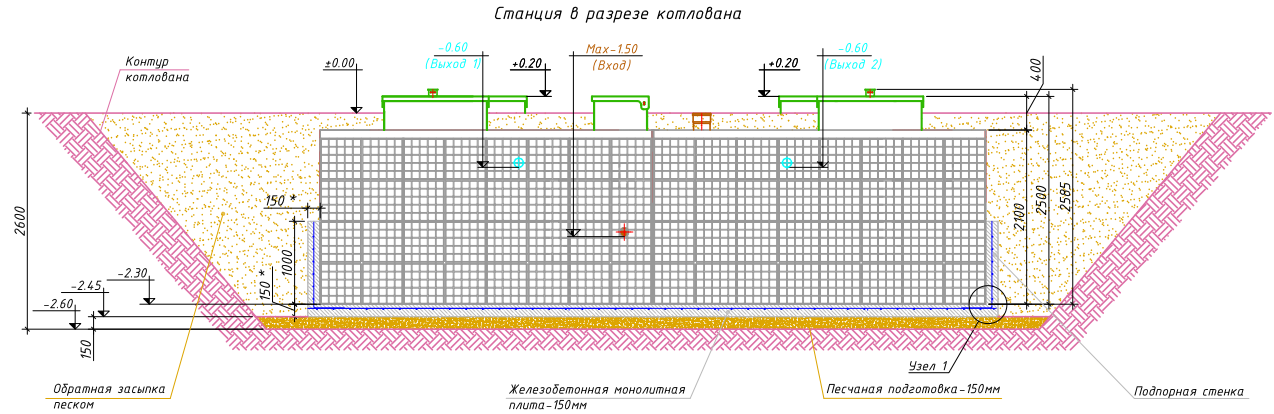 Станция в разрезе котлована
Контур
котлована
±0.00
-0.60
(Выход 1)
+0.20
Max-1.50
(Вход)
+0.20
-0.60
(Выход 2)
400
2600
150 *
1000
150 *
-2.30
-2.45
-2.60
150
2100
2500
2585
Узел 1
Обратная засыпка
песком
Железобетонная монолитная
плита-150мм
Песчаная подготовка-150мм
Подпорная стенка